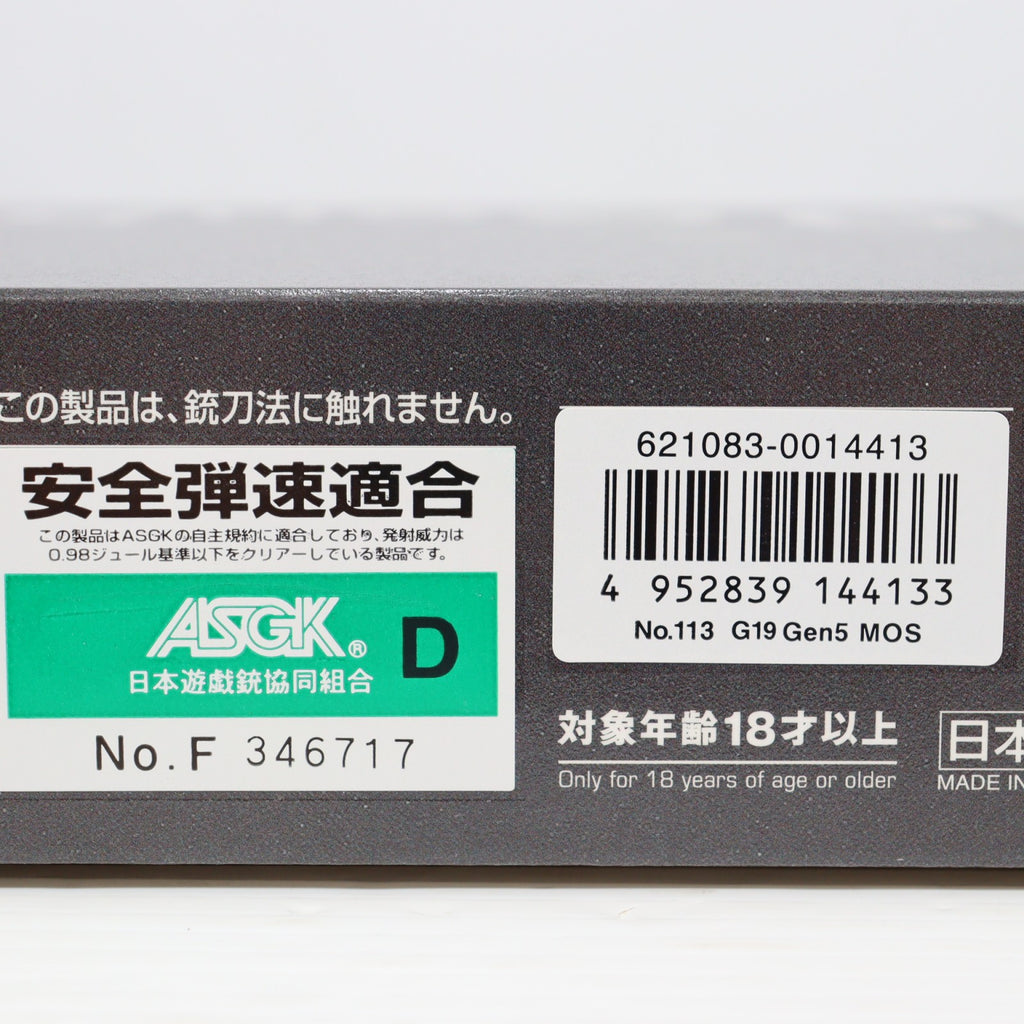 この製品は、銃刀法に触れません。
安全弾速適合
この製品はASGKの自主規約に適合しており、発射威力は
0.98ジュール基準以下をクリアーしている製品です。
ASGK® D
日本遊戯銃協同組合
No.F 346717
621083-0014413
4 952839 144133
No.113 G19 Gen5 MOS
対象年齢18才以上
Only for 18 years of age or older
日本
MADE IN